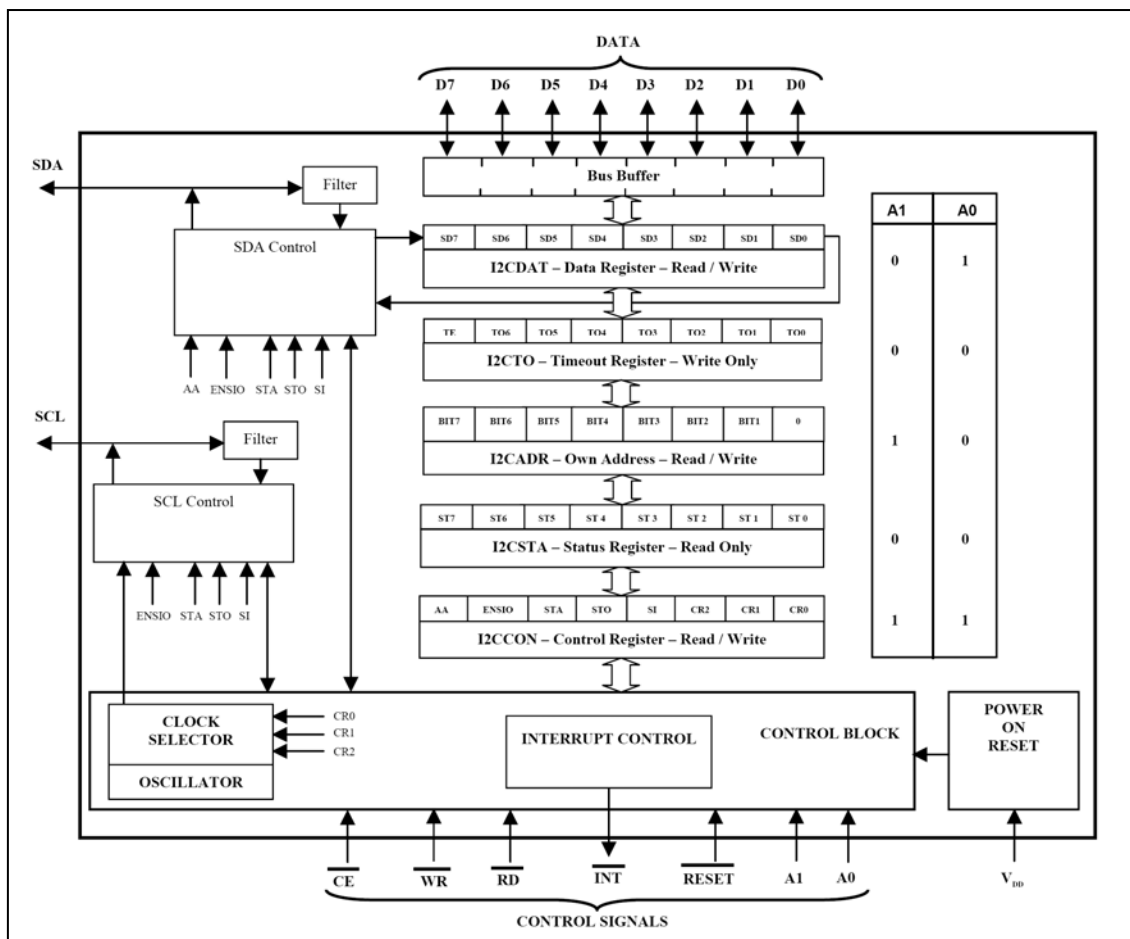 DATA
D7 D6 D5 D4 D3 D2 D1 D0
Bus Buffer
SDA
Filter
SDA Control
AA ENSIO STA STO SI
SCL
Filter
SCL Control
ENSIO STA STO SI
SD7 SD6 SD5 SD4 SD3 SD2 SD1 SD0
I2CDAT – Data Register – Read / Write
TE TO6 TO5 TO4 TO3 TO2 TO1 TO0
I2CTO – Timeout Register – Write Only
BIT7 BIT6 BIT5 BIT4 BIT3 BIT2 BIT1 0
I2CADR – Own Address – Read / Write
ST7 ST6 ST5 ST 4 ST 3 ST 2 ST 1 ST 0
I2CSTA – Status Register – Read Only
AA ENSIO STA STO SI CR2 CR1 CR0
I2CCON – Control Register – Read / Write
A1 A0
0 1
0 0
1 0
0 0
1 1
CLOCK
SELECTOR
OSCILLATOR
CR0
CR1
CR2
INTERRUPT CONTROL
CONTROL BLOCK
POWER
ON
RESET
CE WR RD INT RESET A1 A0
VDD
CONTROL SIGNALS